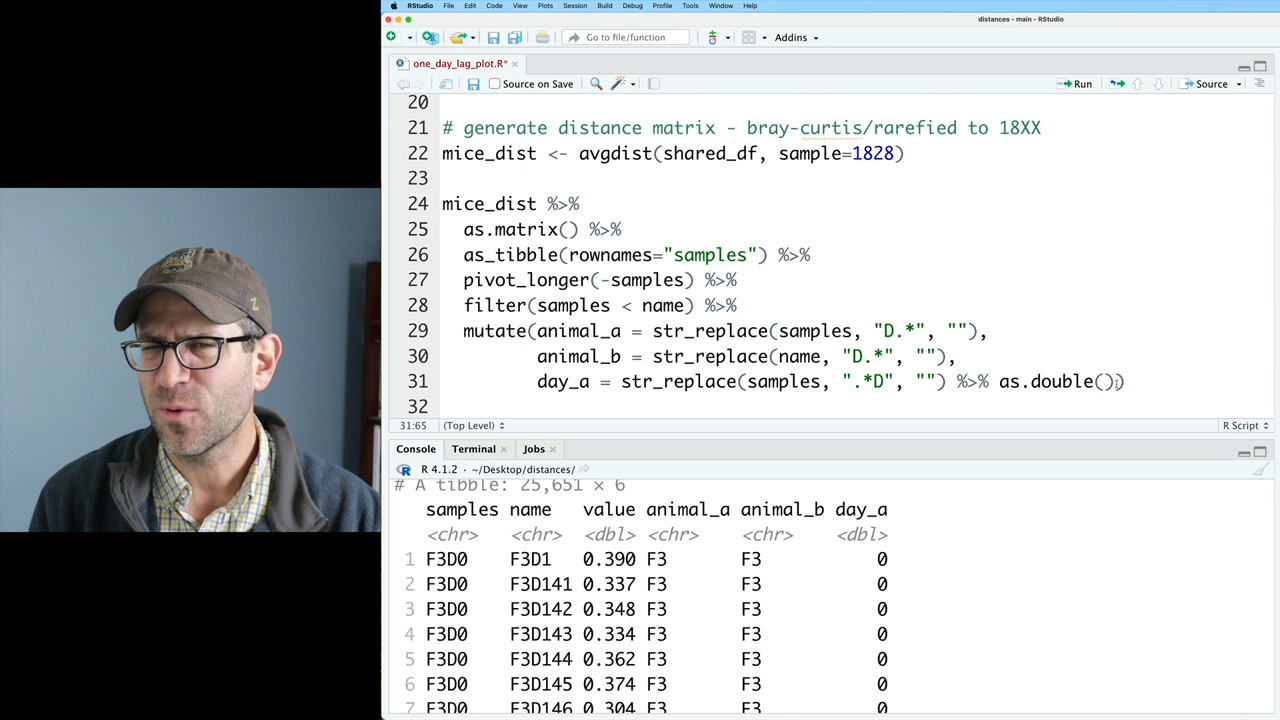 RStudio File Edit Code View Plots Session Build Debug Profile Tools Window Help
distances - main - RStudio
Go to file/function Addins
one_day_lag_plot.R*
Source on Save Run Source
20
21 # generate distance matrix - bray-curtis/rarefied to 18XX
22 mice_dist <- avgdist(shared_df, sample=1828)
23
24 mice_dist %>%
25 as.matrix() %>%
26 as_tibble(rownames="samples") %>%
27 pivot_longer(-samples) %>%
28 filter(samples < name) %>%
29 mutate(animal_a = str_replace(samples, "D.*", ""),
30 animal_b = str_replace(name, "D.*", ""),
31 day_a = str_replace(samples, ".*D", "") %>% as.double())
32
31:65 (Top Level) R Script
Console Terminal Jobs
R 4.1.2 · ~/Desktop/distances/
# A tibble: 25,651 × 6
samples name value animal_a animal_b day_a
<chr> <chr> <dbl> <chr> <chr> <dbl>
1 F3D0 F3D1 0.390 F3 F3 0
2 F3D0 F3D141 0.337 F3 F3 0
3 F3D0 F3D142 0.348 F3 F3 0
4 F3D0 F3D143 0.334 F3 F3 0
5 F3D0 F3D144 0.362 F3 F3 0
6 F3D0 F3D145 0.374 F3 F3 0
7 F3D0 F3D146 0.304 F3 F3 0